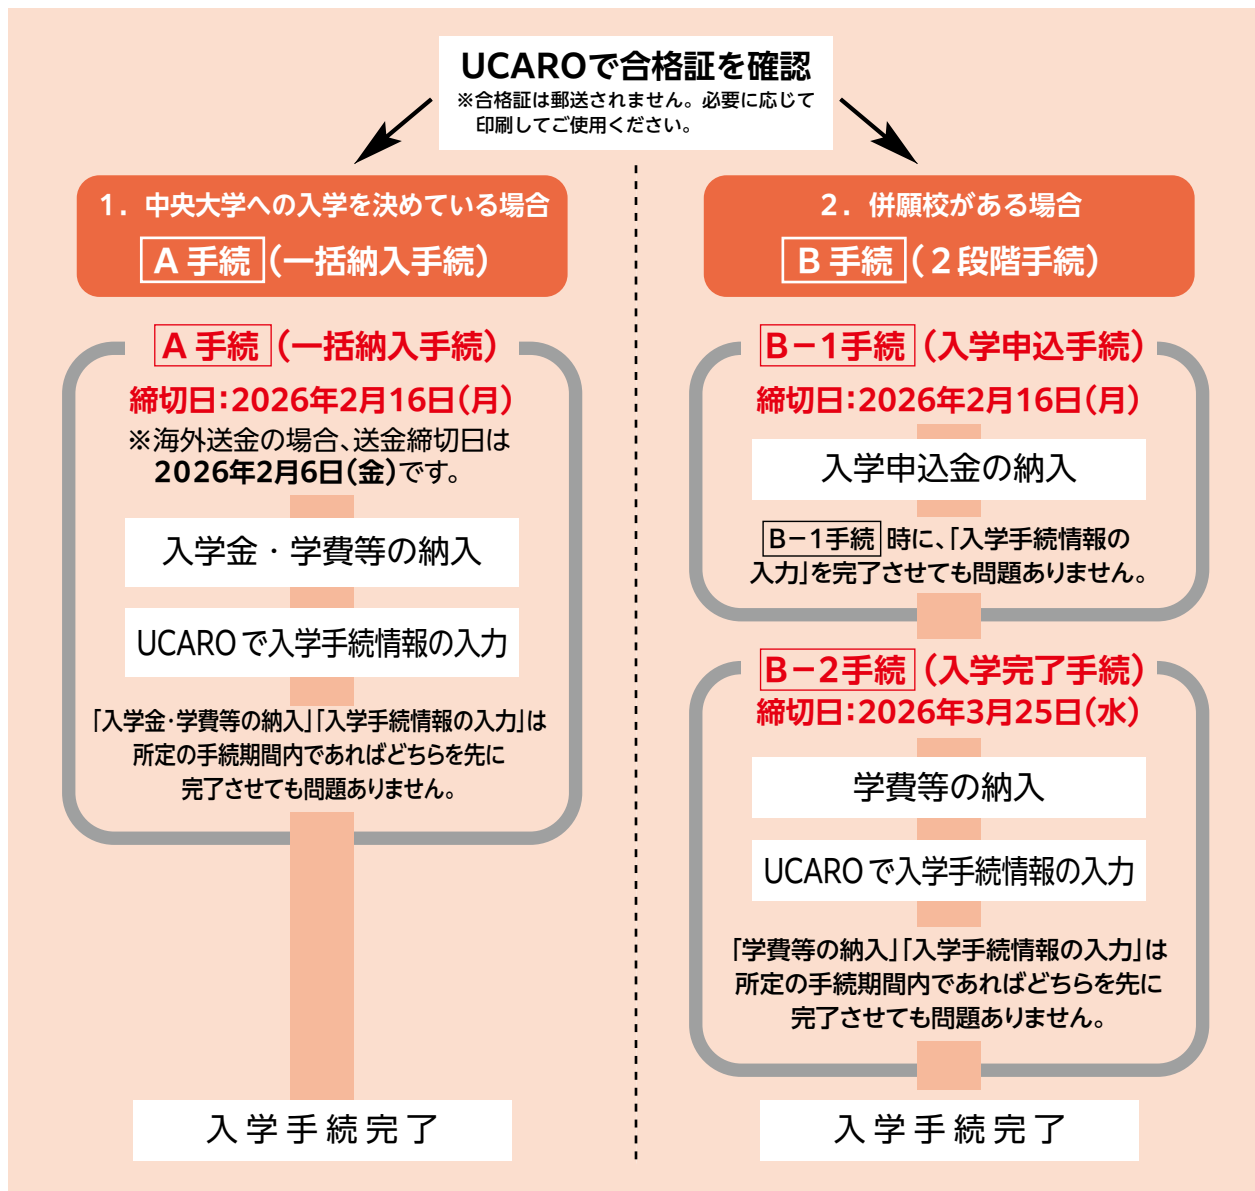 UCAROで合格証を確認
※合格証は郵送されません。必要に応じて
印刷してご使用ください。
1．中央大学への入学を決めている場合
A 手続（一括納入手続）
A 手続（一括納入手続）
締切日：2026年2月16日（月）
※海外送金の場合、送金締切日は
2026年2月6日（金）です。
入学金・学費等の納入
UCAROで入学手続情報の入力
「入学金・学費等の納入」「入学手続情報の入力」は
所定の手続期間内であればどちらを先に
完了させても問題ありません。
入学手続完了
2．併願校がある場合
B 手続（2段階手続）
B－1手続（入学申込手続）
締切日：2026年2月16日（月）
入学申込金の納入
B－1手続 時に、「入学手続情報の
入力」を完了させても問題ありません。
B－2手続（入学完了手続）
締切日：2026年3月25日（水）
学費等の納入
UCAROで入学手続情報の入力
「学費等の納入」「入学手続情報の入力」は
所定の手続期間内であればどちらを先に
完了させても問題ありません。
入学手続完了